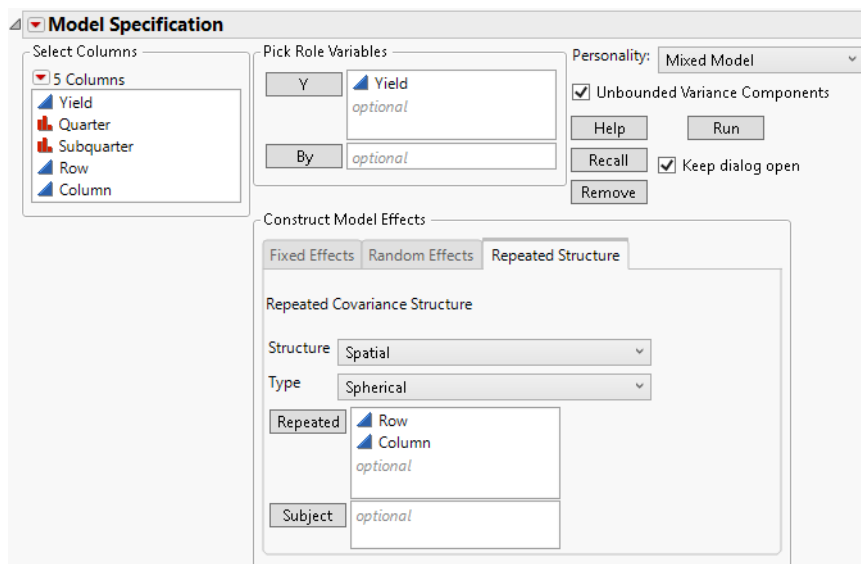 Model Specification
Select Columns
5 Columns
Yield
Quarter
Subquarter
Row
Column
Pick Role Variables
Y
Yield
optional
By
optional
Personality:
Mixed Model
Unbounded Variance Components
Help
Run
Recall
Keep dialog open
Remove
Construct Model Effects
Fixed Effects
Random Effects
Repeated Structure
Repeated Covariance Structure
Structure
Spatial
Type
Spherical
Repeated
Row
Column
optional
Subject
optional